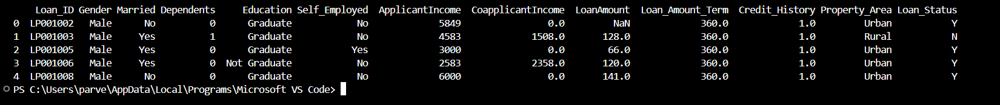 Loan_ID Gender Married Dependents Education Self_Employed ApplicantIncome CoapplicantIncome LoanAmount Loan_Amount_Term Credit_History Property_Area Loan_Status
0 LP001002 Male No 0 Graduate No 5849 0.0 NaN 360.0 1.0 Urban Y
1 LP001003 Male Yes 1 Graduate No 4583 1508.0 128.0 360.0 1.0 Rural N
2 LP001005 Male Yes 0 Graduate Yes 3000 0.0 66.0 360.0 1.0 Urban Y
3 LP001006 Male Yes 0 Not Graduate No 2583 2358.0 120.0 360.0 1.0 Urban Y
4 LP001008 Male No 0 Graduate No 6000 0.0 141.0 360.0 1.0 Urban Y
PS C:\Users\parve\AppData\Local\Programs\Microsoft VS Code>